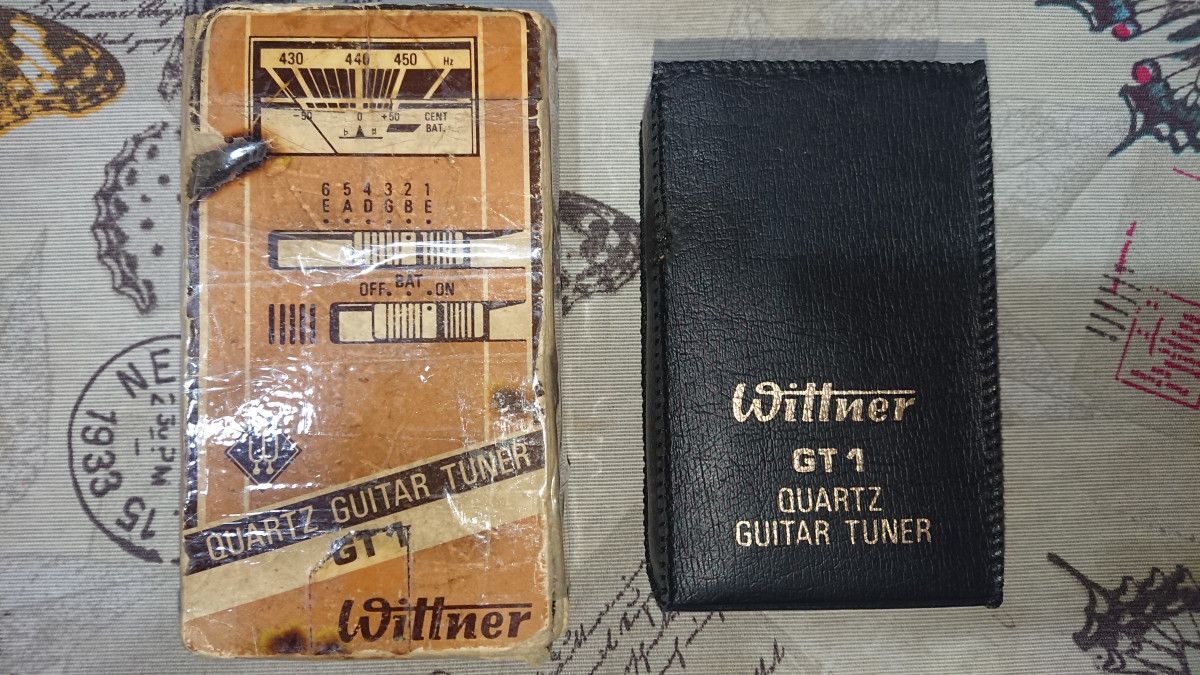 430 440 450 Hz
-50 0 +50 CENT
♭ ♯ BAT.
6 5 4 3 2 1
E A D G B E
OFF BAT ON
QUARTZ GUITAR TUNER
GT 1
Wittner
Wittner
GT 1
QUARTZ
GUITAR TUNER
1933